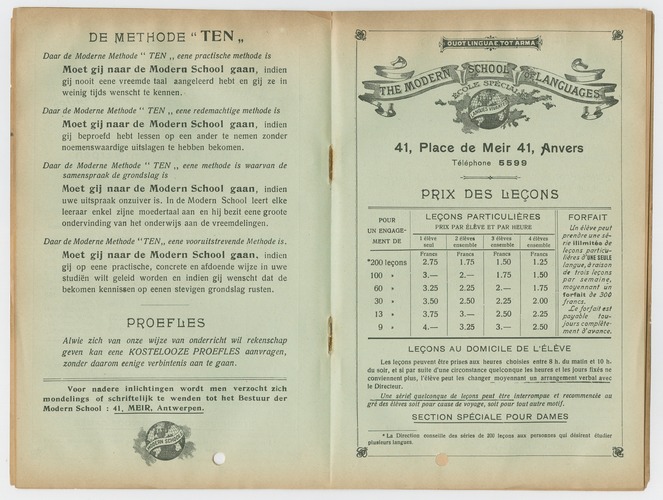 DE METHODE “TEN„
Daar de Moderne Methode “ TEN „ eene practische methode is
Moet gij naar de Modern School gaan, indien
gij nooit eene vreemde taal aangeleerd hebt en gij ze in
weinig tijds wenscht te kennen.
Daar de Moderne Methode “ TEN „ eene redemachtige methode is
Moet gij naar de Modern School gaan, indien
gij beproefd hebt lessen op een ander te nemen zonder
noemenswaardige uitslagen te hebben bekomen.
Daar de Moderne Methode “ TEN „ eene methode is waarvan de
samenspraak de grondslag is
Moet gij naar de Modern School gaan, indien
uwe uitspraak onzuiver is. In de Modern School leert elke
leeraar enkel zijne moedertaal aan en hij bezit eene groote
ondervinding van het onderwijs aan de vreemdelingen.
Daar de Moderne Methode “TEN„ eene vooruitstrevende Methode is.
Moet gij naar de Modern School gaan, indien
gij op eene practische, concreto en afdoende wijze in uwe
studiën wilt geleid worden en indien gij wenscht dat de
bekomen kennissen op eenen stevigen grondslag rusten.
PROEFLES
Alwie zich van onze wijze van onderricht wil rekenschap
geven kan eene KOSTELOOZE PROEFLES aanvragen,
zonder daarom eenige verbintenis aan te gaan.
Voor nadere inlichtingen wordt men verzocht zich
mondelings of schriftelijk te wenden tot het Bestuur der
Modern School : 41, MEIR, Antwerpen.
MODERN SCHOOL
QUOT LINGUAE, TOT ARMA
THE MODERN SCHOOL OF LANGUAGES
ÉCOLE SPÉCIALE
LANGUES VIVANTES
41, Place de Meir 41, Anvers
Téléphone 5599
PRIX DES LEÇONS
POUR UN ENGAGEMENT DE
LEÇONS PARTICULIÈRES
PRIX PAR ÉLÈVE ET PAR HEURE
1 élève seul 2 élèves ensemble 3 élèves ensemble 4 élèves ensemble
Francs Francs Francs Francs
*200 leçons 2.75 1.75 1.50 1.25
100 » 3.— 2.— 1.75 1.50
60 » 3.25 2.25 2.— 1.75
30 » 3.50 2.50 2.25 2.00
13 » 3.75 3.— 2.50 2.25
9 » 4.— 3.25 3.— 2.50
FORFAIT
Un élève peut
prendre une sé-
rie illimitée de
leçons particu-
lières d'UNE SEULE
langue, à raison
de trois leçons
par semaine,
moyennant un
forfait de 300
francs.
Le forfait est
payable tou-
jours complète-
ment d'avance.
LEÇONS AU DOMICILE DE L'ÉLÈVE
Les leçons peuvent être prises aux heures choisies entre 8 h. du matin et 10 h.
du soir, et si par suite d'une circonstance quelconque les heures et les jours fixés ne
conviennent plus, l'élève peut les changer moyennant un arrangement verbal avec
le Directeur.
Une sériel quelconque de leçons peut être interrompue et recommencée au
gré des élèves soit pour cause de voyage, soit pour tout autre motif.
SECTION SPÉCIALE POUR DAMES
* La Direction conseille des séries de 200 leçons aux personnes qui désirent étudier
plusieurs langues.